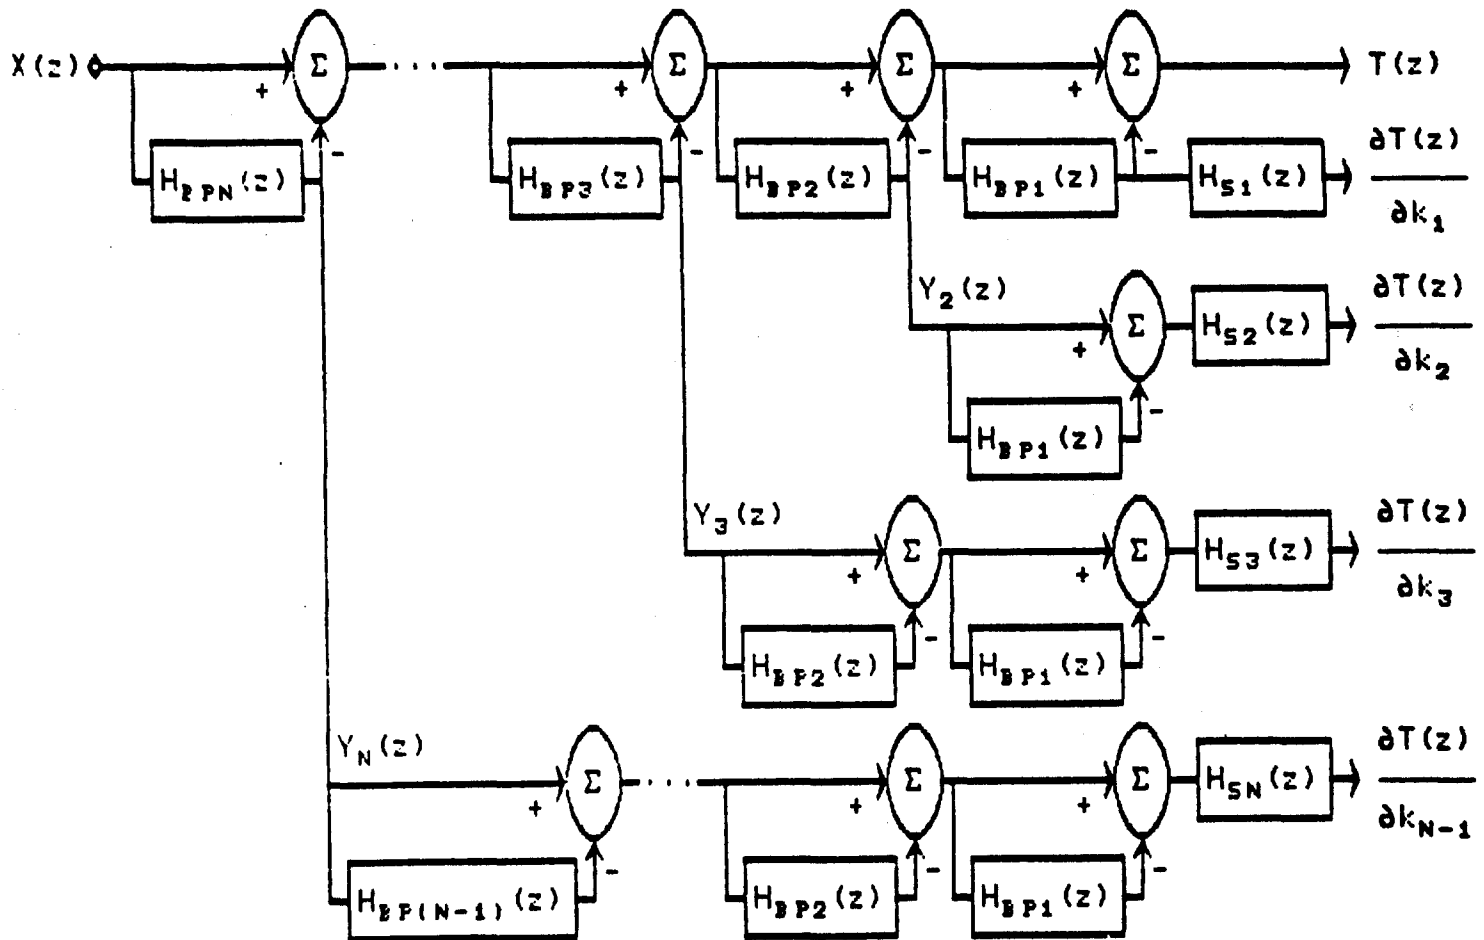 X(z) Σ .... Σ Σ Σ T(z)
+ + + +
- - - -
H_BPN(z) H_BP3(z) H_BP2(z) H_BP1(z) H_S1(z) ∂T(z)
∂k_1
Y_2(z) Σ H_S2(z) ∂T(z)
+
∂k_2
-
H_BP1(z)
Y_3(z) Σ Σ H_S3(z) ∂T(z)
+ +
∂k_3
- -
H_BP2(z) H_BP1(z)
Y_N(z) Σ .... Σ Σ H_SN(z) ∂T(z)
+ + +
∂k_N-1
- - -
H_BP(N-1)(z) H_BP2(z) H_BP1(z)